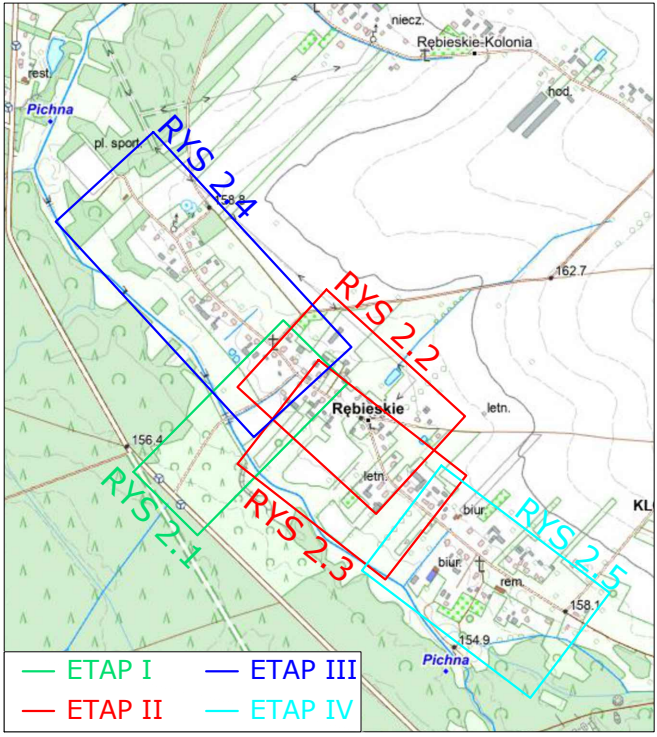 niecz.
Rębieskie-Kolonia
rest.
hod.
Pichna
pl. sport
RYS 2.4
158.8
162.7
RYS 2.2
Rębieskie
letn.
156.4
letn.
RYS 2.1
RYS 2.3
biur.
RYS 2.5
KLO
biur.
rem.
158.1
154.9
Pichna
ETAP I
ETAP III
ETAP II
ETAP IV